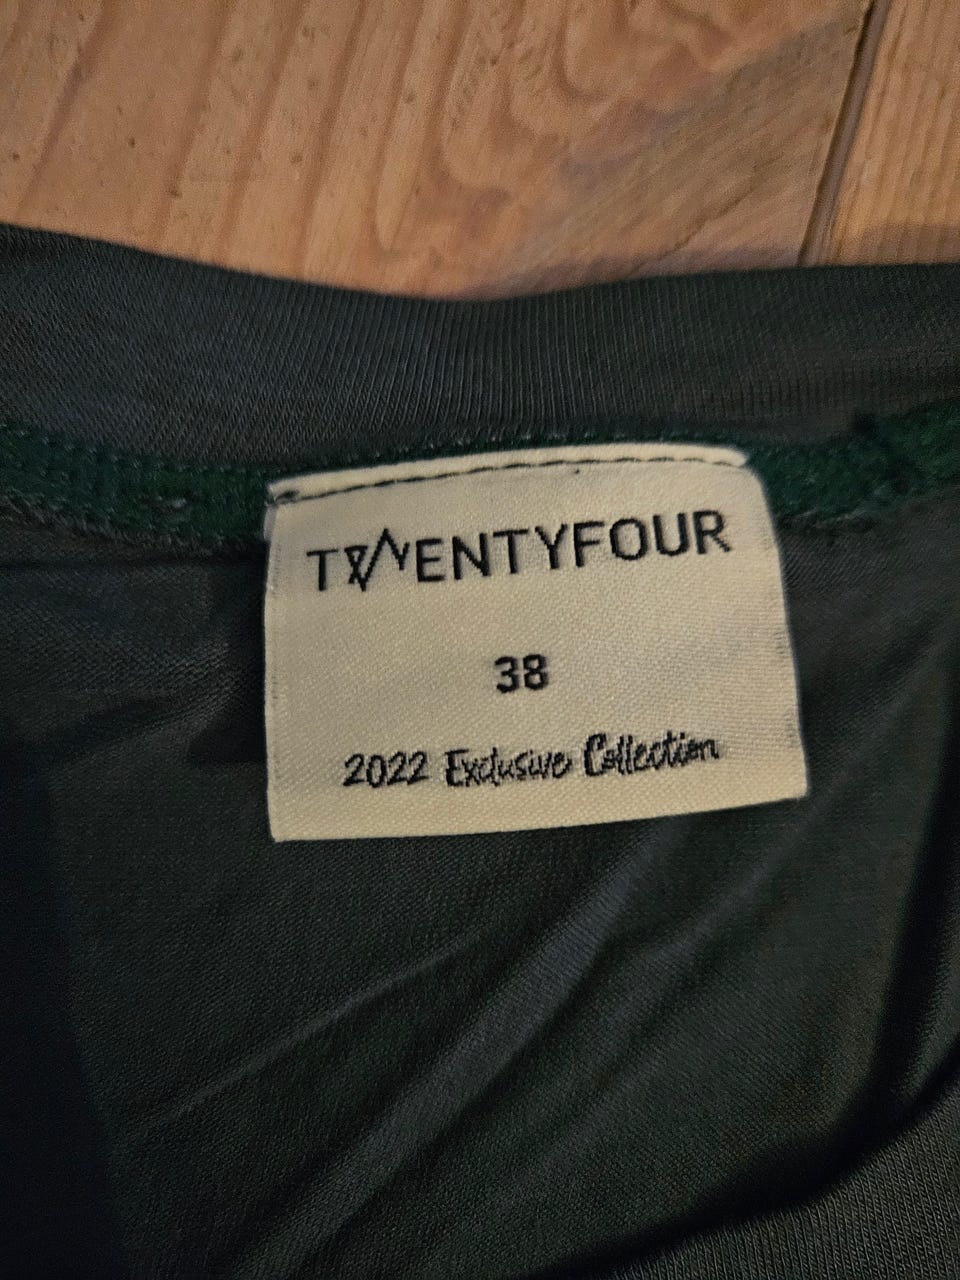 TWENTYFOUR
38
2022 Exclusive Collection